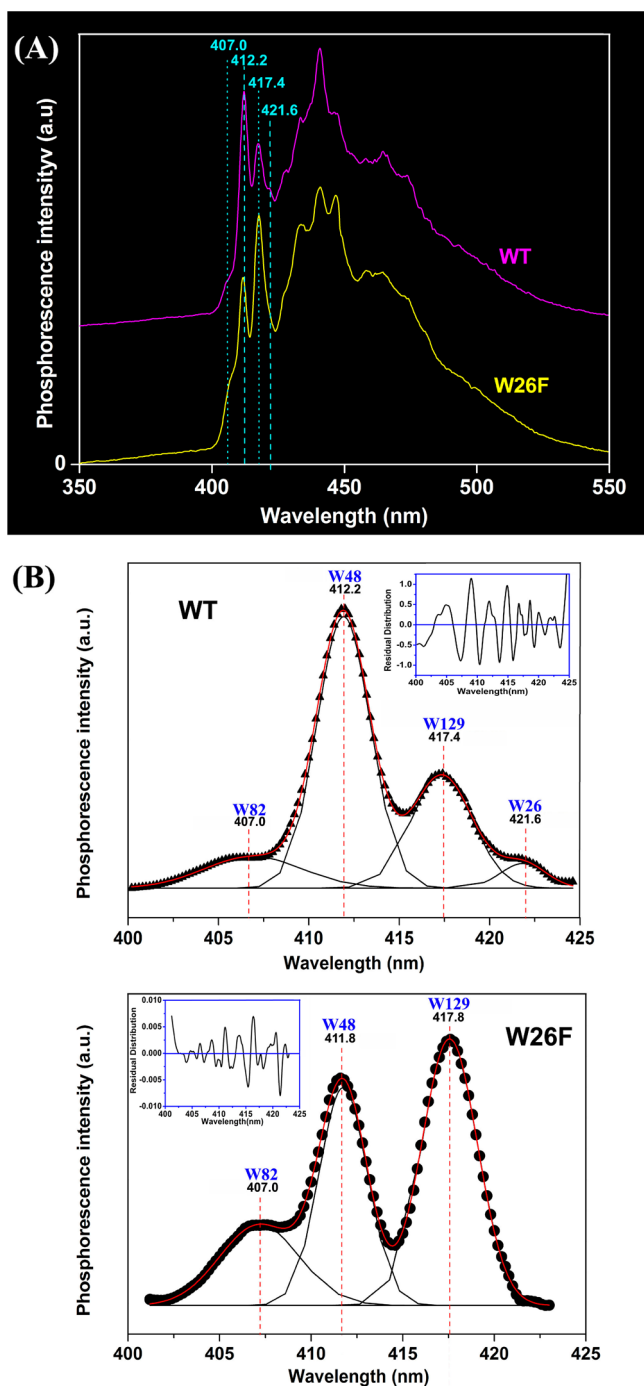 (A)
407.0
412.2
417.4
421.6
Phosphorescence intensityv (a.u)
WT
W26F
0
350 400 450 500 550
Wavelength (nm)
(B)
WT
W48
412.2
W129
417.4
W82
407.0
W26
421.6
Residual Distribution
1.0
0.5
0.0
-0.5
-1.0
400 405 410 415 420 425
Wavelength(nm)
Phosphorescence intensity (a.u.)
400 405 410 415 420 425
Wavelength (nm)
W26F
W129
417.8
W48
411.8
W82
407.0
Residual Distribution
0.010
0.005
0.000
-0.005
-0.010
400 405 410 415 420 425
Wavelength(nm)
Phosphorescence intensity (a.u.)
400 405 410 415 420 425
Wavelength (nm)